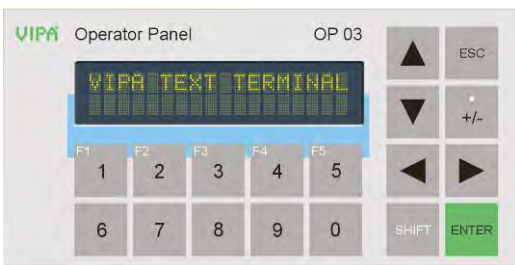 VIPA Operator Panel OP 03
VIPA TEXT TERMINAL
ESC
. +/-
F1 F2 F3 F4 F5
1 2 3 4 5
6 7 8 9 0
SHIFT ENTER